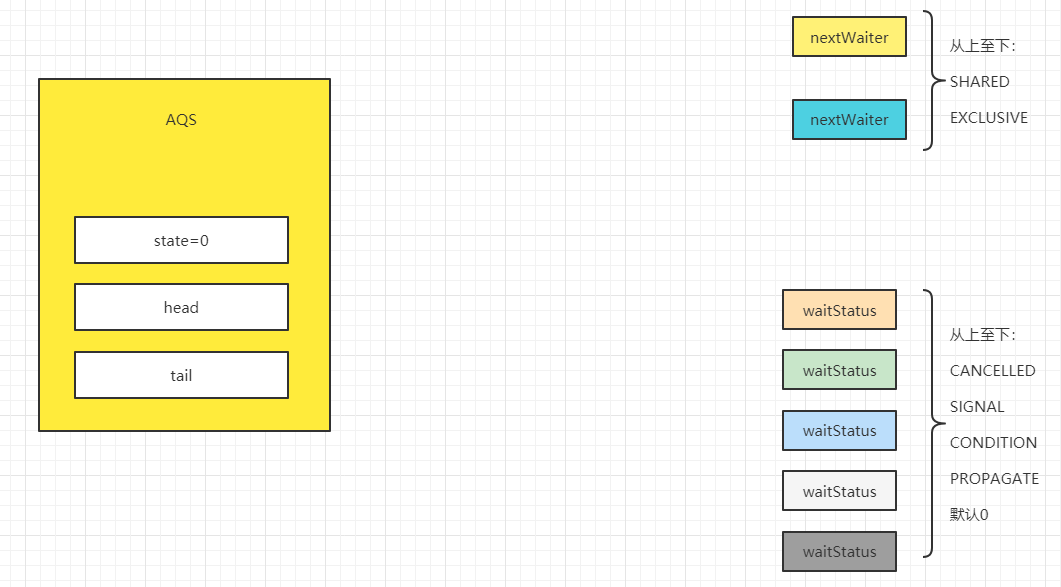 AQS
state=0
head
tail
nextWaiter
nextWaiter
从上至下：
SHARED
EXCLUSIVE
waitStatus
waitStatus
waitStatus
waitStatus
waitStatus
从上至下：
CANCELLED
SIGNAL
CONDITION
PROPAGATE
默认0